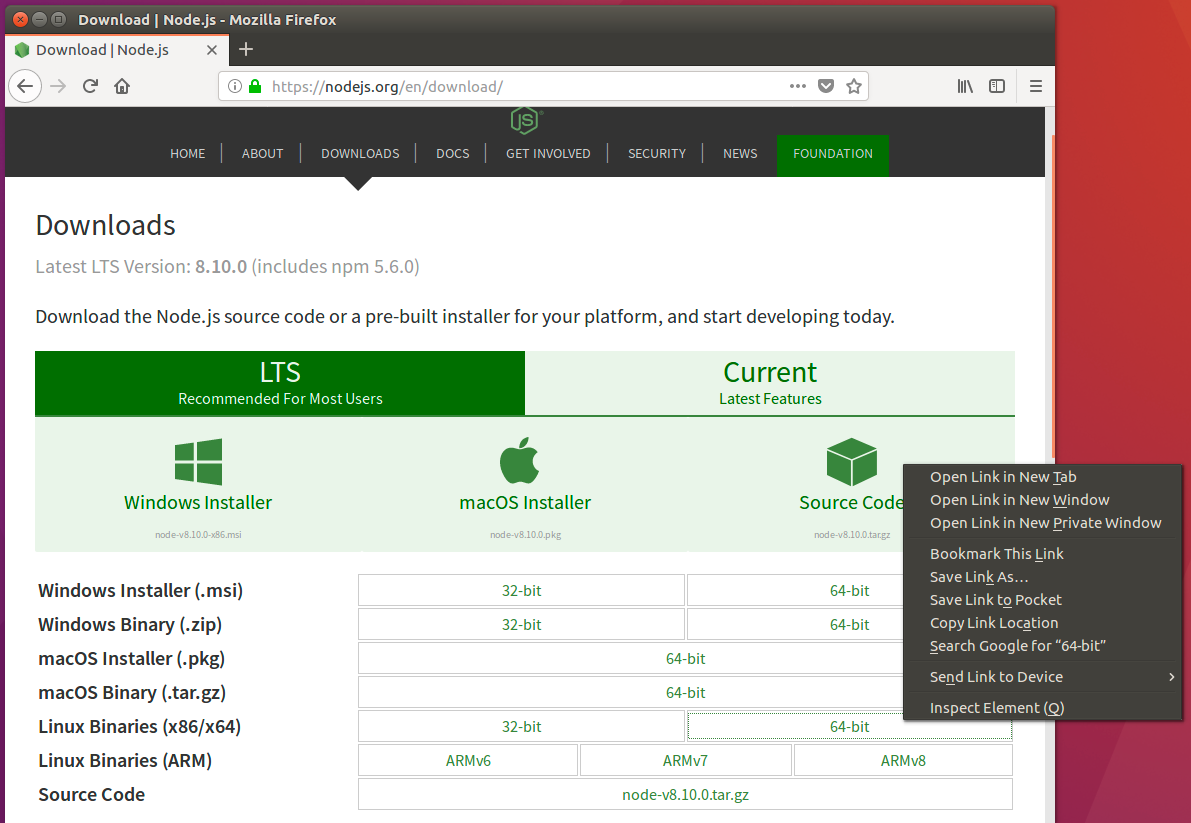 Download | Node.js - Mozilla Firefox
Download | Node.js
https://nodejs.org/en/download/
JS
HOME ABOUT DOWNLOADS DOCS GET INVOLVED SECURITY NEWS FOUNDATION
Downloads
Latest LTS Version: 8.10.0 (includes npm 5.6.0)
Download the Node.js source code or a pre-built installer for your platform, and start developing today.
LTS Current
Recommended For Most Users Latest Features
Windows Installer macOS Installer Source Code
node-v8.10.0-x86.msi node-v8.10.0.pkg node-v8.10.0.tar.gz
Windows Installer (.msi) 32-bit 64-bit
Windows Binary (.zip) 32-bit 64-bit
macOS Installer (.pkg) 64-bit
macOS Binary (.tar.gz) 64-bit
Linux Binaries (x86/x64) 32-bit 64-bit
Linux Binaries (ARM) ARMv6 ARMv7 ARMv8
Source Code node-v8.10.0.tar.gz
Open Link in New Tab
Open Link in New Window
Open Link in New Private Window
Bookmark This Link
Save Link As…
Save Link to Pocket
Copy Link Location
Search Google for “64-bit”
Send Link to Device
Inspect Element (Q)